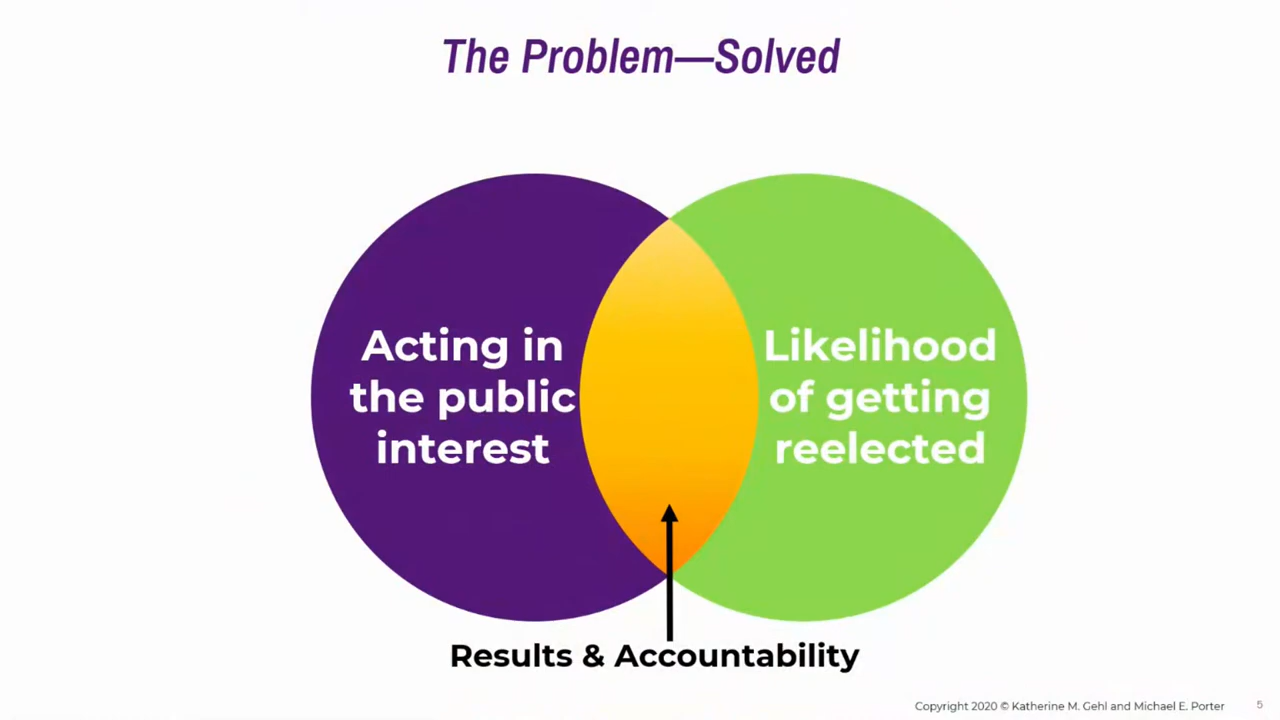 The Problem—Solved
Acting in
the public
interest
Likelihood
of getting
reelected
Results & Accountability
Copyright 2020 © Katherine M. Gehl and Michael E. Porter
5